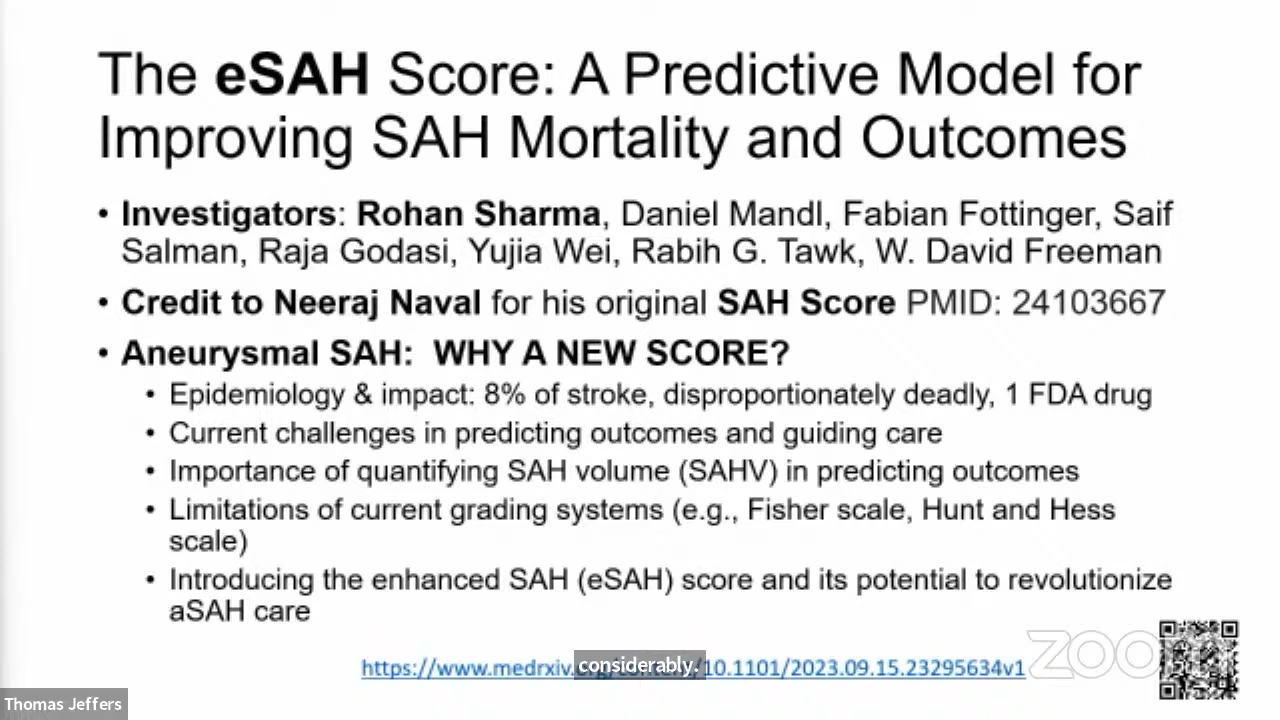 The eSAH Score: A Predictive Model for
Improving SAH Mortality and Outcomes
• Investigators: Rohan Sharma, Daniel Mandl, Fabian Fottinger, Saif
Salman, Raja Godasi, Yujia Wei, Rabih G. Tawk, W. David Freeman
• Credit to Neeraj Naval for his original SAH Score PMID: 24103667
• Aneurysmal SAH: WHY A NEW SCORE?
• Epidemiology & impact: 8% of stroke, disproportionately deadly, 1 FDA drug
• Current challenges in predicting outcomes and guiding care
• Importance of quantifying SAH volume (SAHV) in predicting outcomes
• Limitations of current grading systems (e.g., Fisher scale, Hunt and Hess
scale)
• Introducing the enhanced SAH (eSAH) score and its potential to revolutionize
aSAH care
https://www.medrxiv.org/content/10.1101/2023.09.15.23295634v1
considerably.
ZOO
Thomas Jeffers